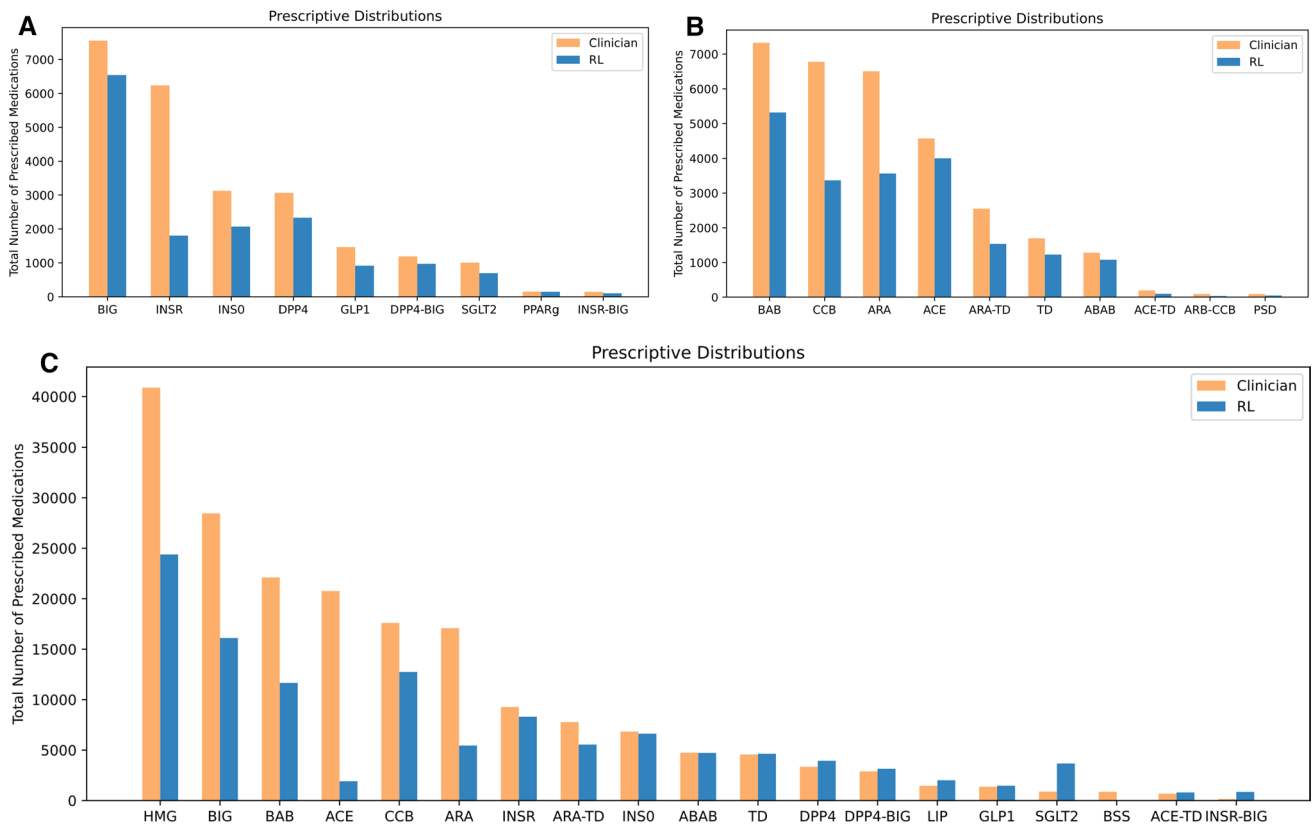 A
Prescriptive Distributions
Total Number of Prescribed Medications
7000
6000
5000
4000
3000
2000
1000
0
Clinician
RL
BIG INSR INS0 DPP4 GLP1 DPP4-BIG SGLT2 PPARg INSR-BIG
B
Prescriptive Distributions
Total Number of Prescribed Medications
7000
6000
5000
4000
3000
2000
1000
0
Clinician
RL
BAB CCB ARA ACE ARA-TD TD ABAB ACE-TD ARB-CCB PSD
C
Prescriptive Distributions
Total Number of Prescribed Medications
40000
35000
30000
25000
20000
15000
10000
5000
0
Clinician
RL
HMG BIG BAB ACE CCB ARA INSR ARA-TD INS0 ABAB TD DPP4 DPP4-BIG LIP GLP1 SGLT2 BSS ACE-TD INSR-BIG